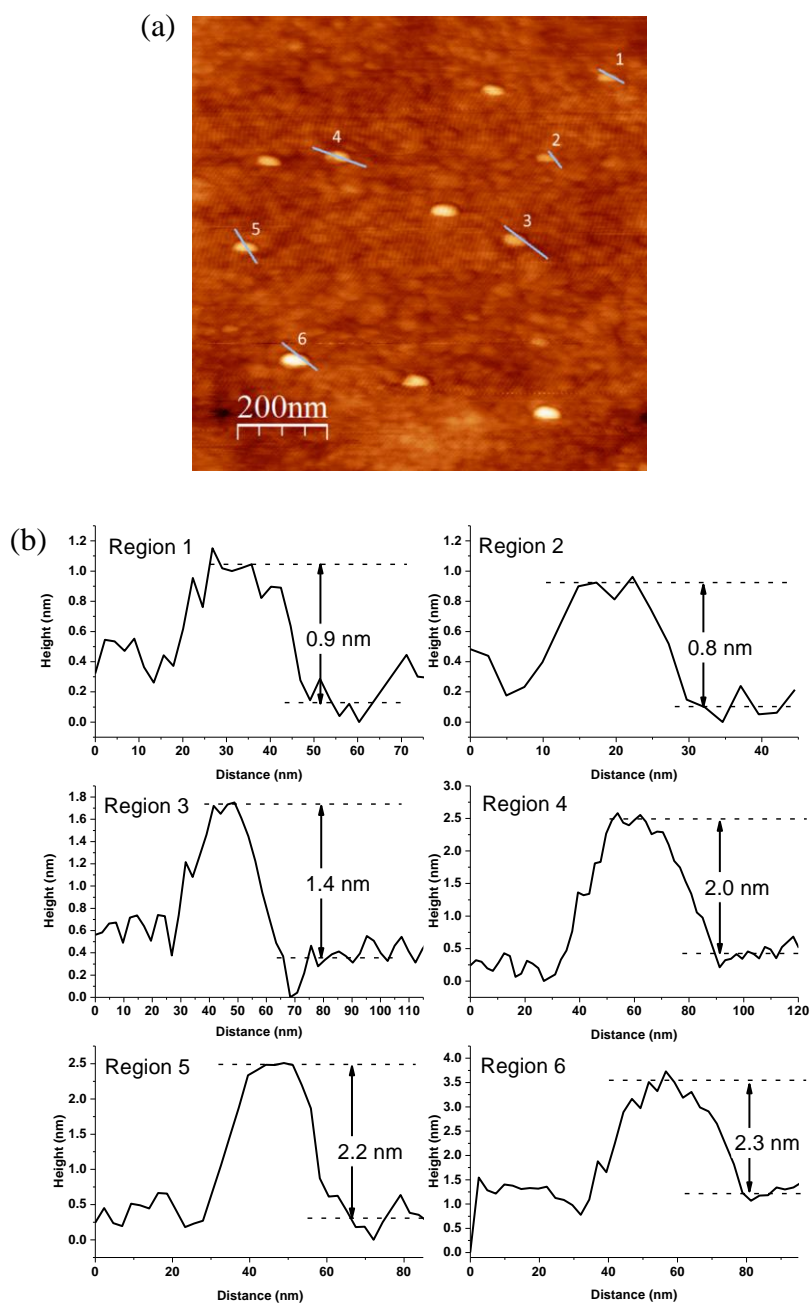 (a)
1
4
2
3
5
6
200nm
(b)
Region 1
1.2
1.0
0.8
0.6
0.4
0.2
0.0
Height (nm)
0.9 nm
0 10 20 30 40 50 60 70
Distance (nm)
Region 2
1.2
1.0
0.8
0.6
0.4
0.2
0.0
Height (nm)
0.8 nm
0 10 20 30 40
Distance (nm)
Region 3
1.8
1.6
1.4
1.2
1.0
0.8
0.6
0.4
0.2
0.0
Height (nm)
1.4 nm
0 10 20 30 40 50 60 70 80 90 100 110
Distance (nm)
Region 4
3.0
2.5
2.0
1.5
1.0
0.5
0.0
Height (nm)
2.0 nm
0 20 40 60 80 100 120
Distance (nm)
Region 5
2.5
2.0
1.5
1.0
0.5
0.0
Height (nm)
2.2 nm
0 20 40 60 80
Distance (nm)
Region 6
4.0
3.5
3.0
2.5
2.0
1.5
1.0
0.5
0.0
Height (nm)
2.3 nm
0 20 40 60 80
Distance (nm)